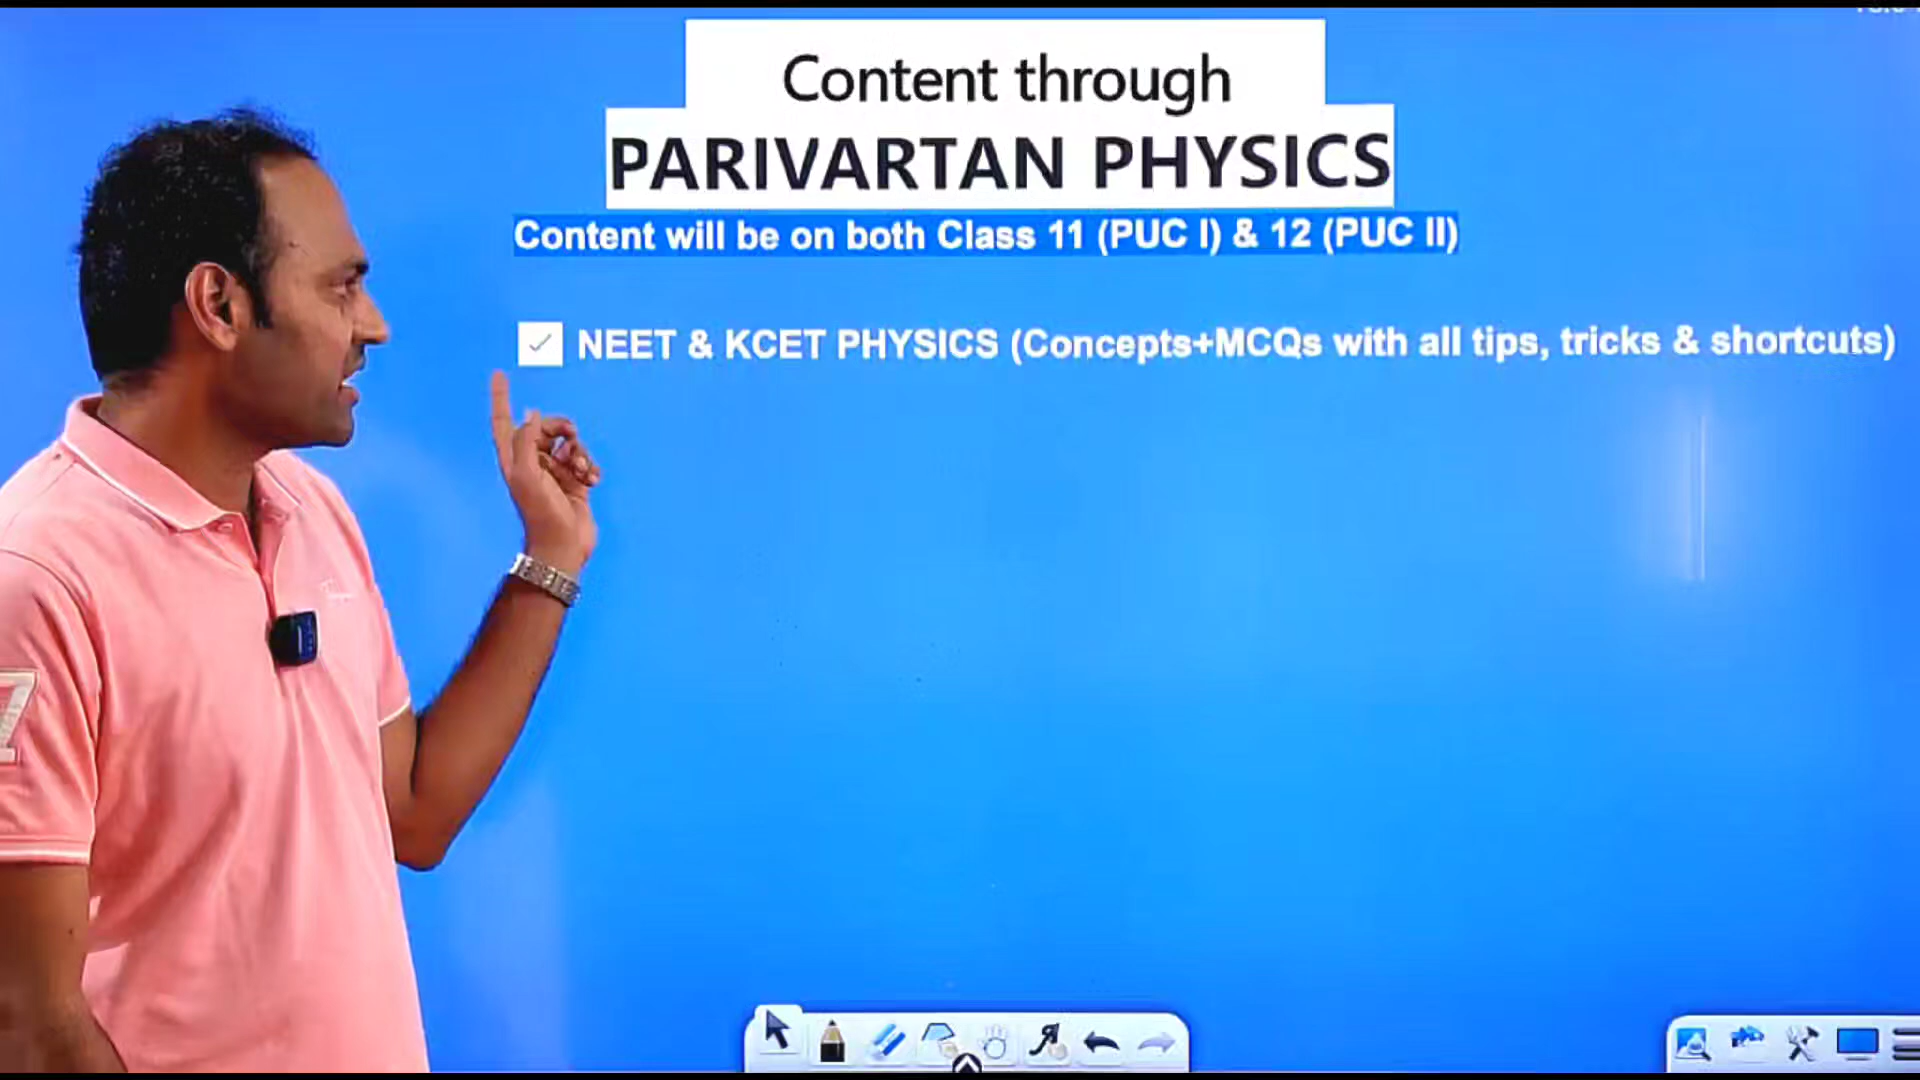 Content through
PARIVARTAN PHYSICS
Content will be on both Class 11 (PUC I) & 12 (PUC II)
NEET & KCET PHYSICS (Concepts+MCQs with all tips, tricks & shortcuts)